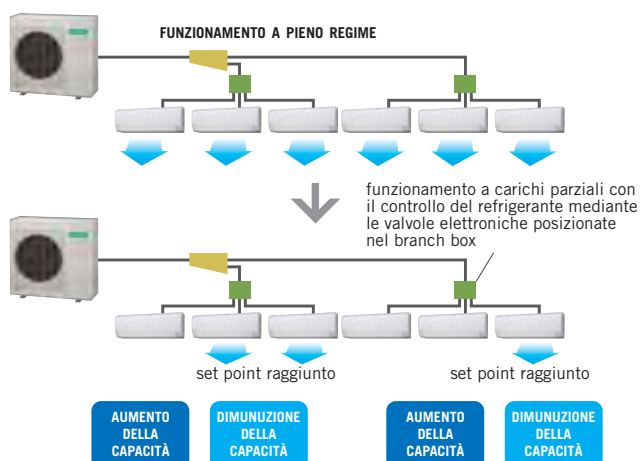 FUNZIONAMENTO A PIENO REGIME
funzionamento a carichi parziali con
il controllo del refrigerante mediante
le valvole elettroniche posizionate
nel branch box
set point raggiunto
set point raggiunto
AUMENTO
DELLA
CAPACITÀ
DIMUNUZIONE
DELLA
CAPACITÀ
AUMENTO
DELLA
CAPACITÀ
DIMUNUZIONE
DELLA
CAPACITÀ